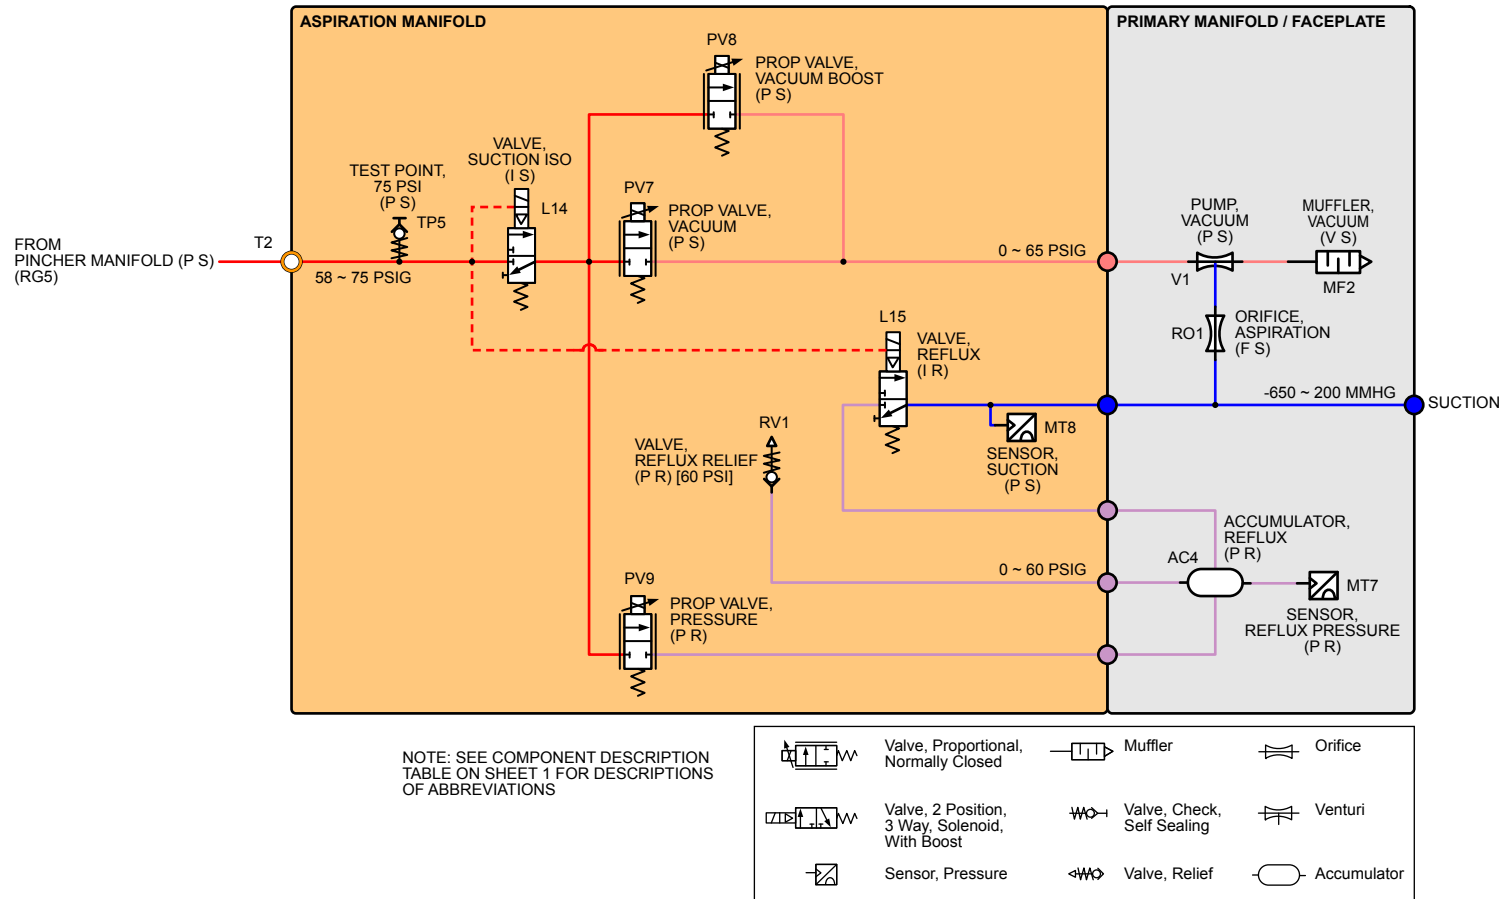 ASPIRATION MANIFOLD
PRIMARY MANIFOLD / FACEPLATE
PV8
PROP VALVE,
VACUUM BOOST
(P S)
VALVE,
SUCTION ISO
(I S)
L14
TEST POINT,
75 PSI
(P S)
TP5
PV7
PROP VALVE,
VACUUM
(P S)
FROM
PINCHER MANIFOLD (P S)
(RG5)
T2
58 ~ 75 PSIG
0 ~ 65 PSIG
PUMP,
VACUUM
(P S)
V1
MUFFLER,
VACUUM
(V S)
MF2
RO1
ORIFICE,
ASPIRATION
(F S)
L15
VALVE,
REFLUX
(I R)
-650 ~ 200 MMHG
SUCTION
MT8
SENSOR,
SUCTION
(P S)
RV1
VALVE,
REFLUX RELIEF
(P R) [60 PSI]
ACCUMULATOR,
REFLUX
(P R)
AC4
0 ~ 60 PSIG
MT7
SENSOR,
REFLUX PRESSURE
(P R)
PV9
PROP VALVE,
PRESSURE
(P R)
NOTE: SEE COMPONENT DESCRIPTION
TABLE ON SHEET 1 FOR DESCRIPTIONS
OF ABBREVIATIONS
Valve, Proportional,
Normally Closed
Muffler
Orifice
Valve, 2 Position,
3 Way, Solenoid,
With Boost
Valve, Check,
Self Sealing
Venturi
Sensor, Pressure
Valve, Relief
Accumulator